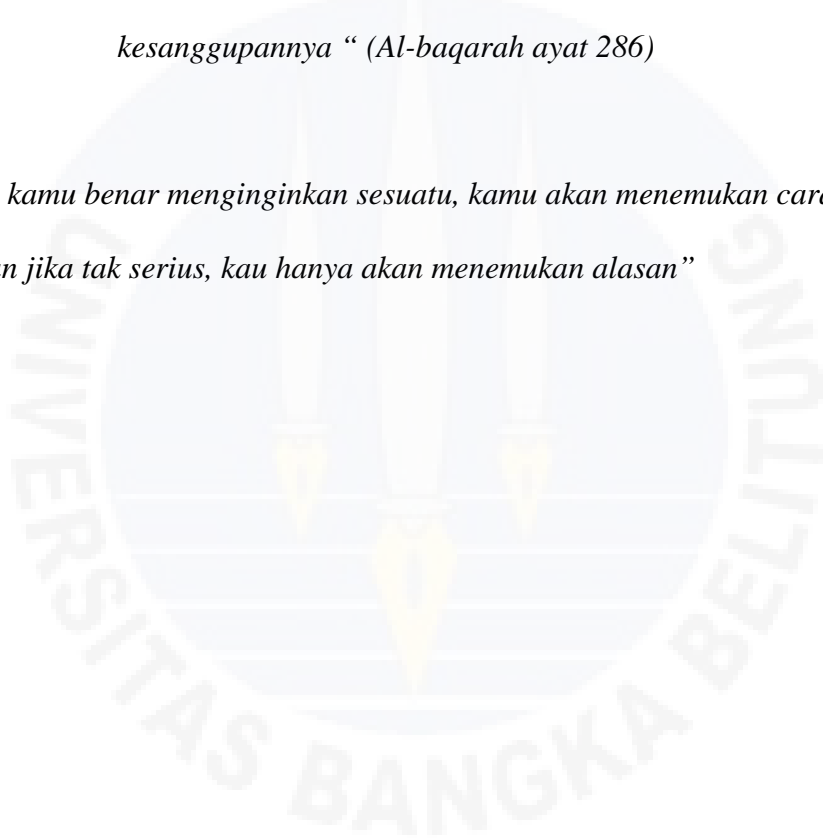 kesanggupannya “ (Al-baqarah ayat 286)
kamu benar menginginkan sesuatu, kamu akan menemukan
jika tak serius, kau hanya akan menemukan alasan”
UNIVERSITAS BANGKA BELITUNG